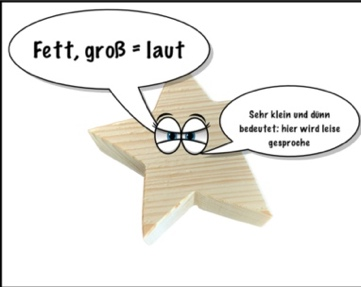 Fett, groß = laut
Sehr klein und dünn
bedeutet: hier wird leise
gesproche